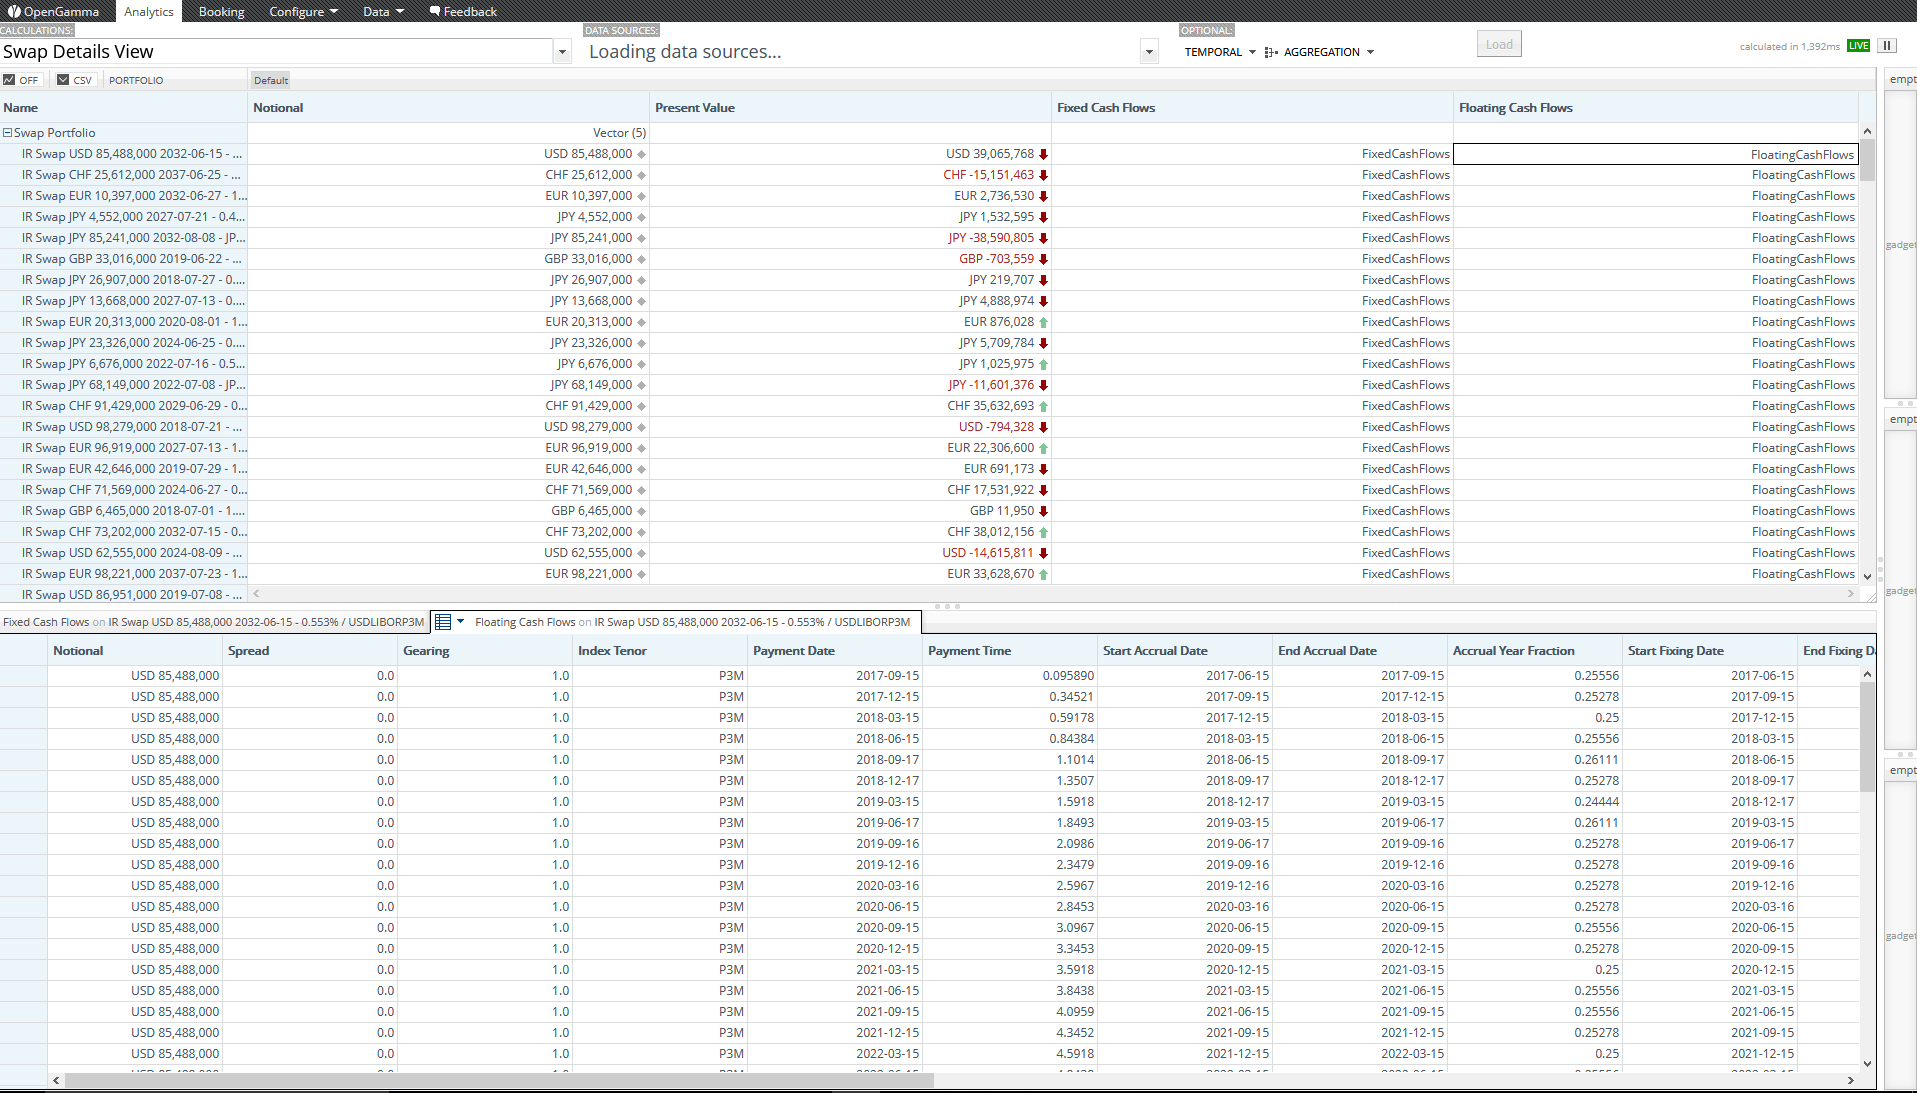 OpenGamma Analytics Booking Configure Data Feedback
CALCULATIONS: DATA SOURCES: OPTIONAL:
Swap Details View Loading data sources... TEMPORAL AGGREGATION Load calculated in 1,392ms LIVE
OFF CSV PORTFOLIO Default empt
Name Notional Present Value Fixed Cash Flows Floating Cash Flows
Swap Portfolio Vector (5)
IR Swap USD 85,488,000 2032-06-15 - ... USD 85,488,000 USD 39,065,768 FixedCashFlows FloatingCashFlows
IR Swap CHF 25,612,000 2037-06-25 - ... CHF 25,612,000 CHF -15,151,463 FixedCashFlows FloatingCashFlows
IR Swap EUR 10,397,000 2032-06-27 - 1... EUR 10,397,000 EUR 2,736,530 FixedCashFlows FloatingCashFlows
IR Swap JPY 4,552,000 2027-07-21 - 0.4... JPY 4,552,000 JPY 1,532,595 FixedCashFlows FloatingCashFlows
IR Swap JPY 85,241,000 2032-08-08 - JP... JPY 85,241,000 JPY -38,590,805 FixedCashFlows FloatingCashFlows
gadget
IR Swap GBP 33,016,000 2019-06-22 - ... GBP 33,016,000 GBP -703,559 FixedCashFlows FloatingCashFlows
IR Swap JPY 26,907,000 2018-07-27 - 0.... JPY 26,907,000 JPY 219,707 FixedCashFlows FloatingCashFlows
IR Swap JPY 13,668,000 2027-07-13 - 0.... JPY 13,668,000 JPY 4,888,974 FixedCashFlows FloatingCashFlows
IR Swap EUR 20,313,000 2020-08-01 - 1... EUR 20,313,000 EUR 876,028 FixedCashFlows FloatingCashFlows
IR Swap JPY 23,326,000 2024-06-25 - 0.... JPY 23,326,000 JPY 5,709,784 FixedCashFlows FloatingCashFlows
IR Swap JPY 6,676,000 2022-07-16 - 0.5... JPY 6,676,000 JPY 1,025,975 FixedCashFlows FloatingCashFlows
IR Swap JPY 68,149,000 2022-07-08 - JP... JPY 68,149,000 JPY -11,601,376 FixedCashFlows FloatingCashFlows
IR Swap CHF 91,429,000 2029-06-29 - 0... CHF 91,429,000 CHF 35,632,693 FixedCashFlows FloatingCashFlows
empt
IR Swap USD 98,279,000 2018-07-21 - ... USD 98,279,000 USD -794,328 FixedCashFlows FloatingCashFlows
IR Swap EUR 96,919,000 2027-07-13 - 1... EUR 96,919,000 EUR 22,306,600 FixedCashFlows FloatingCashFlows
IR Swap EUR 42,646,000 2019-07-29 - 1... EUR 42,646,000 EUR 691,173 FixedCashFlows FloatingCashFlows
IR Swap CHF 71,569,000 2024-06-27 - 0... CHF 71,569,000 CHF 17,531,922 FixedCashFlows FloatingCashFlows
IR Swap GBP 6,465,000 2018-07-01 - 1.... GBP 6,465,000 GBP 11,950 FixedCashFlows FloatingCashFlows
IR Swap CHF 73,202,000 2032-07-15 - 0... CHF 73,202,000 CHF 38,012,156 FixedCashFlows FloatingCashFlows
IR Swap USD 62,555,000 2024-08-09 - ... USD 62,555,000 USD -14,615,811 FixedCashFlows FloatingCashFlows
IR Swap EUR 98,221,000 2037-07-23 - 1... EUR 98,221,000 EUR 33,628,670 FixedCashFlows FloatingCashFlows
IR Swap USD 86,951,000 2019-07-08 - ... gadget
Fixed Cash Flows on IR Swap USD 85,488,000 2032-06-15 - 0.553% / USDLIBORP3M Floating Cash Flows on IR Swap USD 85,488,000 2032-06-15 - 0.553% / USDLIBORP3M
Notional Spread Gearing Index Tenor Payment Date Payment Time Start Accrual Date End Accrual Date Accrual Year Fraction Start Fixing Date End Fixing D
USD 85,488,000 0.0 1.0 P3M 2017-09-15 0.095890 2017-06-15 2017-09-15 0.25556 2017-06-15
USD 85,488,000 0.0 1.0 P3M 2017-12-15 0.34521 2017-09-15 2017-12-15 0.25278 2017-09-15
USD 85,488,000 0.0 1.0 P3M 2018-03-15 0.59178 2017-12-15 2018-03-15 0.25 2017-12-15
USD 85,488,000 0.0 1.0 P3M 2018-06-15 0.84384 2018-03-15 2018-06-15 0.25556 2018-03-15
USD 85,488,000 0.0 1.0 P3M 2018-09-17 1.1014 2018-06-15 2018-09-17 0.26111 2018-06-15
empt
USD 85,488,000 0.0 1.0 P3M 2018-12-17 1.3507 2018-09-17 2018-12-17 0.25278 2018-09-17
USD 85,488,000 0.0 1.0 P3M 2019-03-15 1.5918 2018-12-17 2019-03-15 0.24444 2018-12-17
USD 85,488,000 0.0 1.0 P3M 2019-06-17 1.8493 2019-03-15 2019-06-17 0.26111 2019-03-15
USD 85,488,000 0.0 1.0 P3M 2019-09-16 2.0986 2019-06-17 2019-09-16 0.25278 2019-06-17
USD 85,488,000 0.0 1.0 P3M 2019-12-16 2.3479 2019-09-16 2019-12-16 0.25278 2019-09-16
USD 85,488,000 0.0 1.0 P3M 2020-03-16 2.5967 2019-12-16 2020-03-16 0.25278 2019-12-16
USD 85,488,000 0.0 1.0 P3M 2020-06-15 2.8453 2020-03-16 2020-06-15 0.25278 2020-03-16
USD 85,488,000 0.0 1.0 P3M 2020-09-15 3.0967 2020-06-15 2020-09-15 0.25556 2020-06-15
gadget
USD 85,488,000 0.0 1.0 P3M 2020-12-15 3.3453 2020-09-15 2020-12-15 0.25278 2020-09-15
USD 85,488,000 0.0 1.0 P3M 2021-03-15 3.5918 2020-12-15 2021-03-15 0.25 2020-12-15
USD 85,488,000 0.0 1.0 P3M 2021-06-15 3.8438 2021-03-15 2021-06-15 0.25556 2021-03-15
USD 85,488,000 0.0 1.0 P3M 2021-09-15 4.0959 2021-06-15 2021-09-15 0.25556 2021-06-15
USD 85,488,000 0.0 1.0 P3M 2021-12-15 4.3452 2021-09-15 2021-12-15 0.25278 2021-09-15
USD 85,488,000 0.0 1.0 P3M 2022-03-15 4.5918 2021-12-15 2022-03-15 0.25 2021-12-15